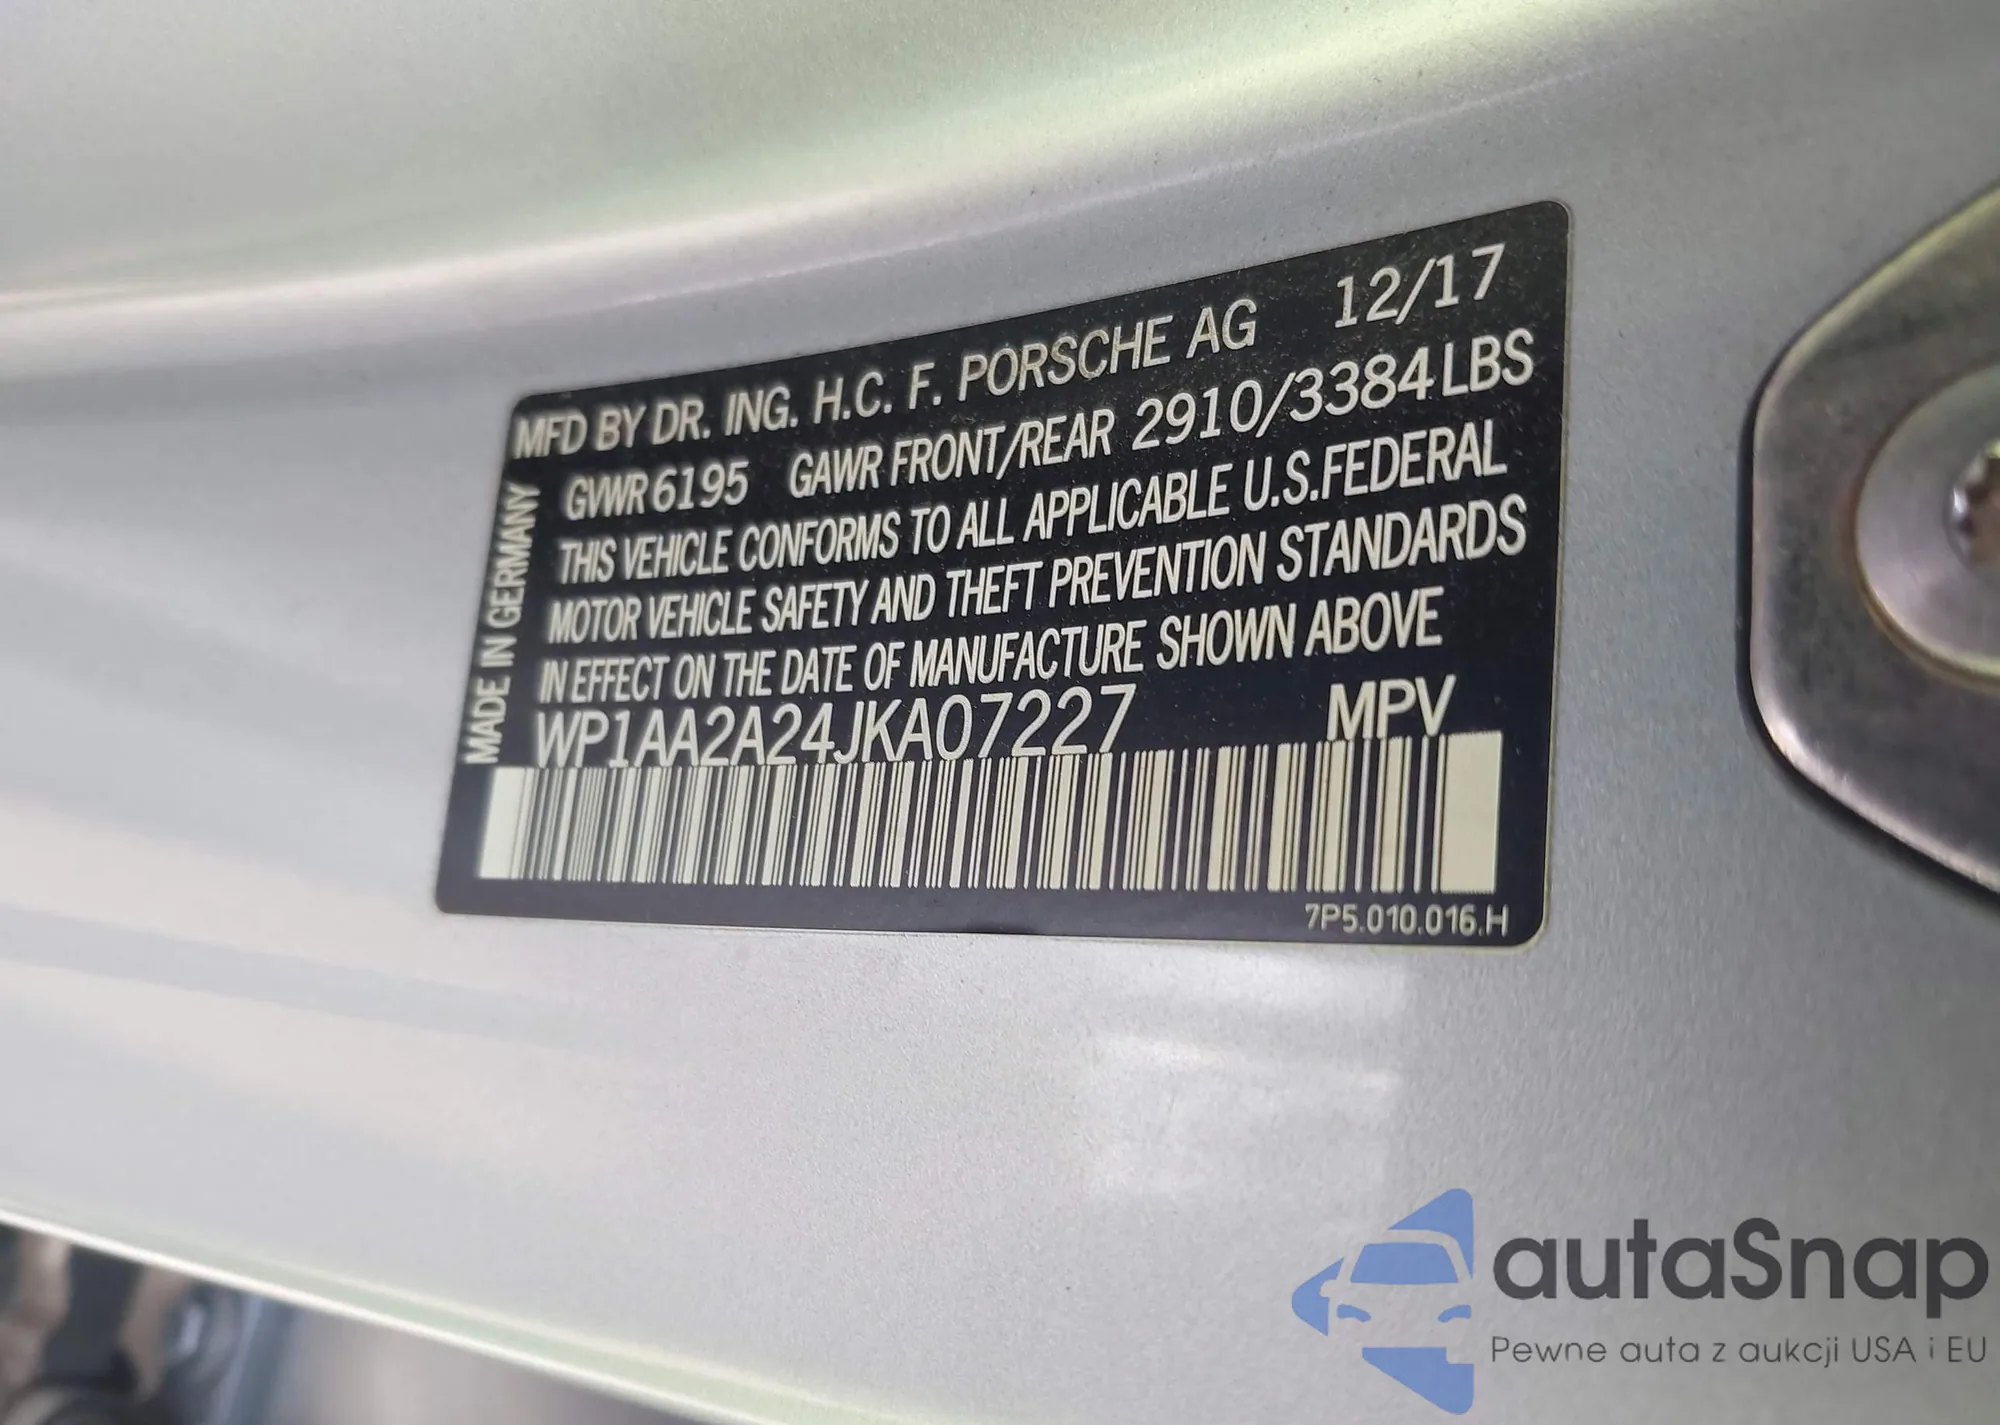 MFD BY DR. ING. H.C. F. PORSCHE AG 12/17
GVWR 6195 GAWR FRONT/REAR 2910/3384 LBS
THIS VEHICLE CONFORMS TO ALL APPLICABLE U.S.FEDERAL
MOTOR VEHICLE SAFETY AND THEFT PREVENTION STANDARDS
IN EFFECT ON THE DATE OF MANUFACTURE SHOWN ABOVE
WP1AA2A24JKA07227 MPV
MADE IN GERMANY
7P5.010.016.H
autaSnap
Pewne auta z aukcji USA i EU